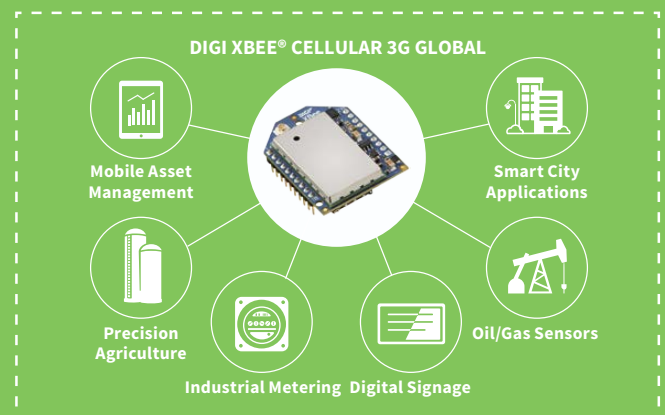 DIGI XBEE® CELLULAR 3G GLOBAL
Mobile Asset
Management
Smart City
Applications
Precision
Agriculture
Oil/Gas Sensors
Industrial Metering
Digital Signage